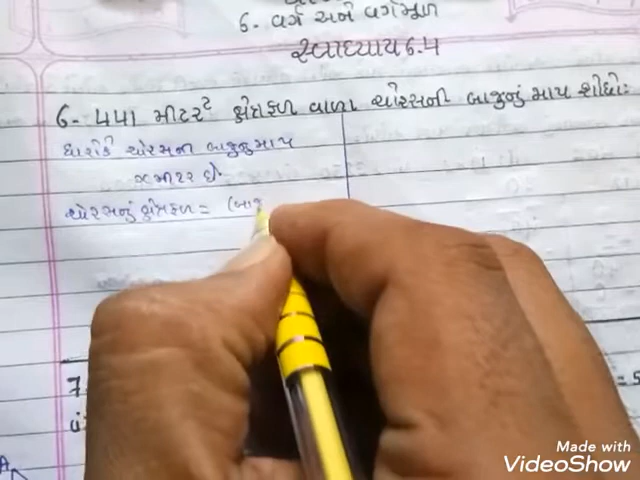 6. વર્ગ અને વર્ગમૂળ
સ્વાધ્યાય 6.4
6- 441 મીટર² ક્ષેત્રફળ વાળા ચોરસની બાજુનું માપ શોધો:
ધારોકે ચોરસની બાજુનુ માપ
x મીટર છે.
ચોરસનું ક્ષેત્રફળ = (બાજુ
7
= 5
Made with
VideoShow